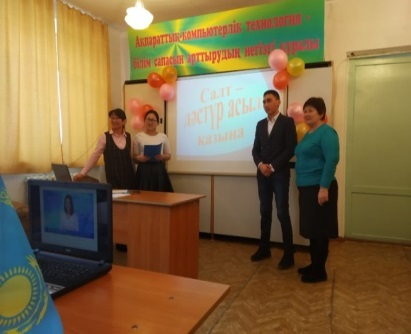 Ақпараттық-компьютерлік технология -
білім сапасын арттырудың негізгі
Салт -
дәстүр асыл
қазына